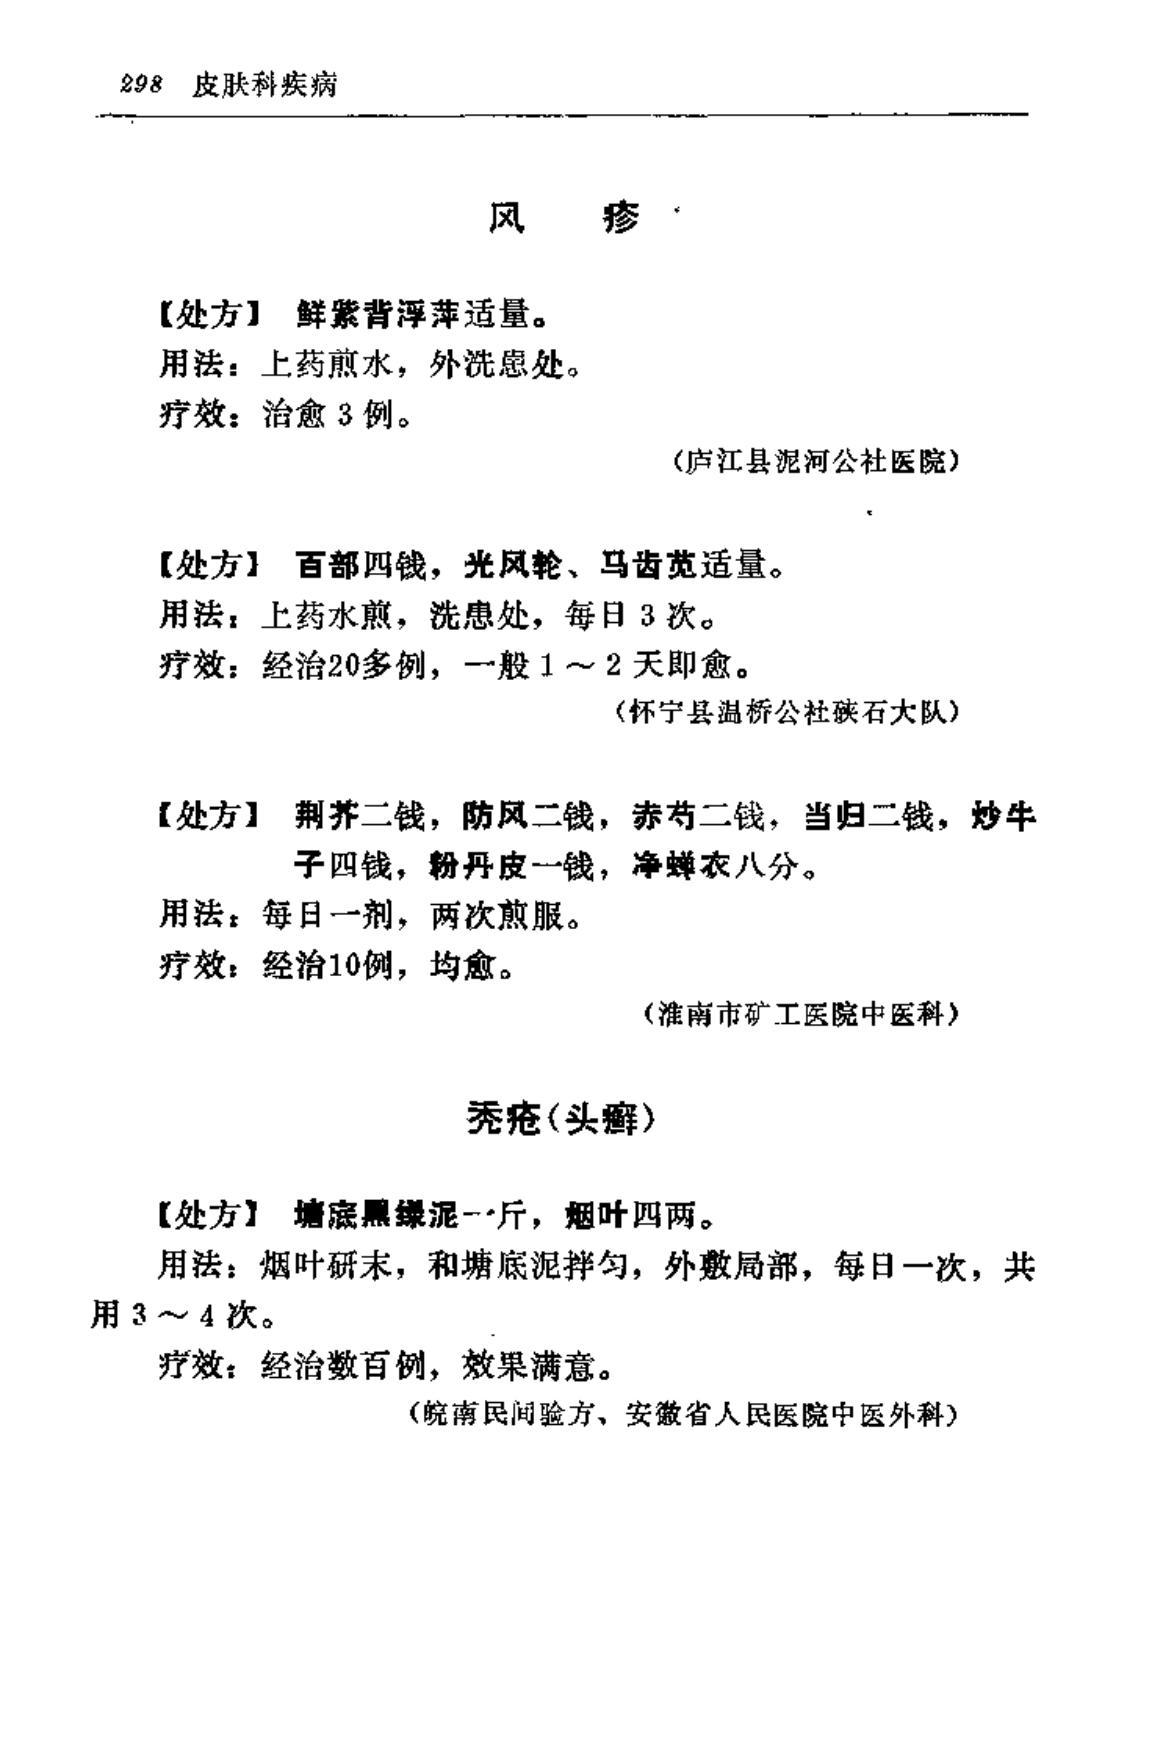 298 皮肤科疾病
风 疹
【处方】 鲜紫背浮萍适量。
用法：上药煎水，外洗患处。
疗效：治愈 3 例。
（庐江县泥河公社医院）
【处方】 百部四钱，光风轮、马齿苋适量。
用法：上药水煎，洗患处，每日 3 次。
疗效：经治20多例，一般 1 ～ 2 天即愈。
（怀宁县温桥公社硖石大队）
【处方】 荆芥二钱，防风二钱，赤芍二钱，当归二钱，炒牛
子四钱，粉丹皮一钱，净蝉衣八分。
用法：每日一剂，两次煎服。
疗效：经治10例，均愈。
（淮南市矿工医院中医科）
秃疮（头癣）
【处方】 塘底黑绿泥一斤，烟叶四两。
用法：烟叶研末，和塘底泥拌匀，外敷局部，每日一次，共
用 3 ～ 4 次。
疗效：经治数百例，效果满意。
（皖南民间验方、安徽省人民医院中医外科）